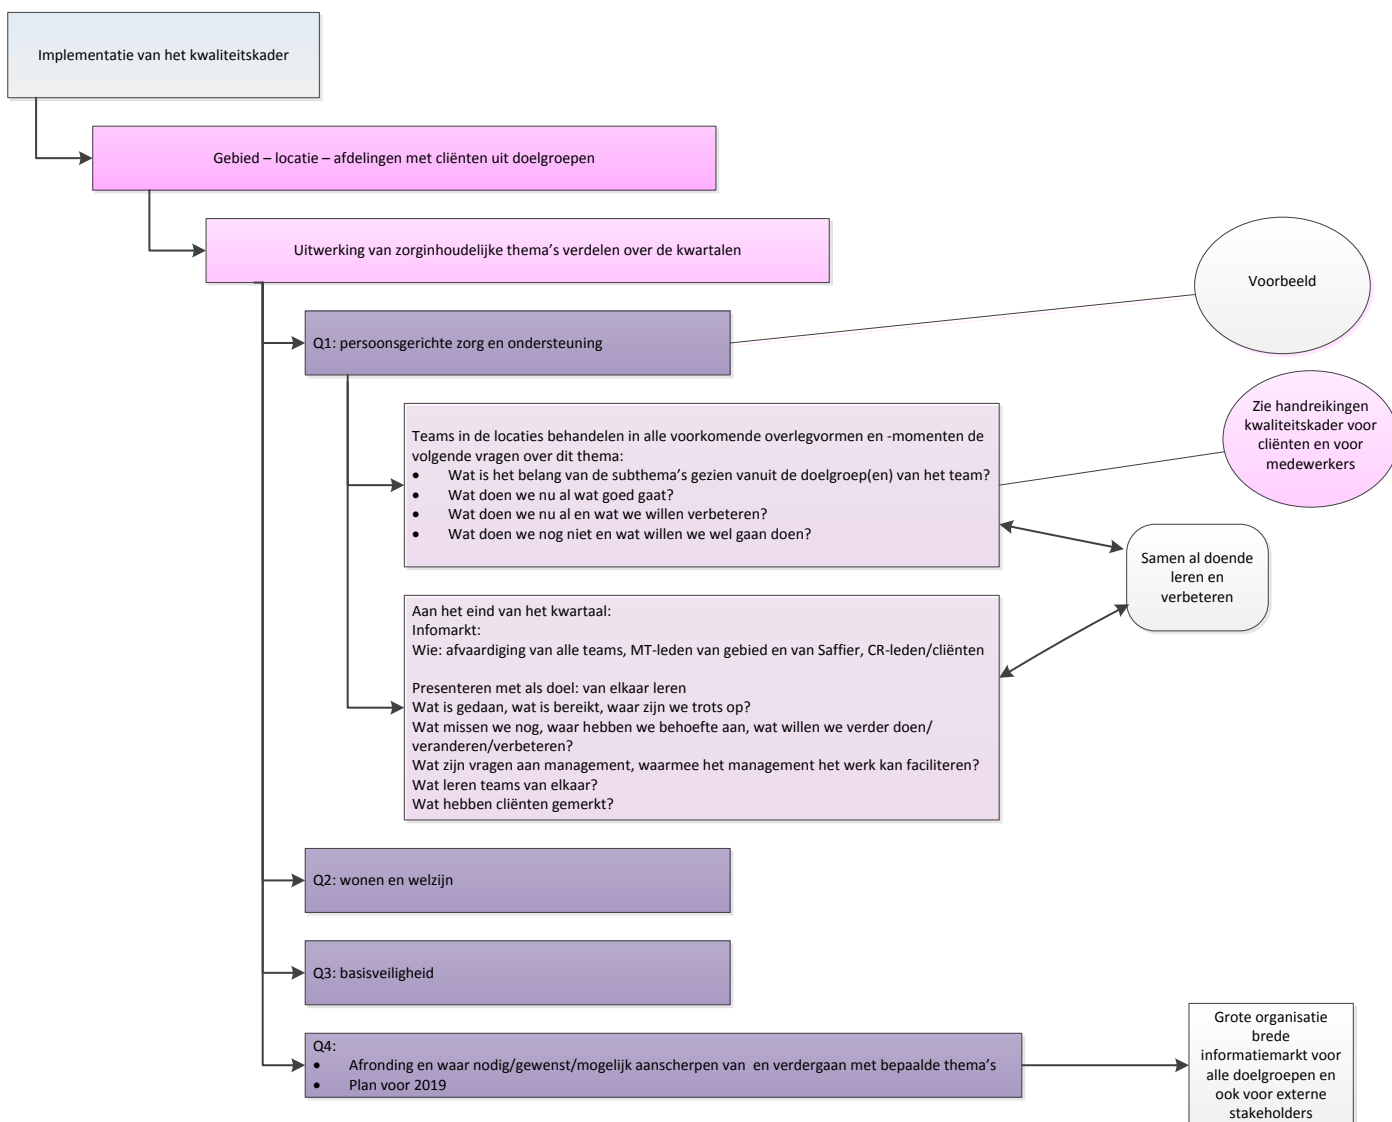 Implementatie van het kwaliteitskader
Gebied – locatie – afdelingen met cliënten uit doelgroepen
Uitwerking van zorginhoudelijke thema's verdelen over de kwartalen
Voorbeeld
Q1: persoonsgerichte zorg en ondersteuning
Zie handreikingen
kwaliteitskader voor
cliënten en voor
medewerkers
Teams in de locaties behandelen in alle voorkomende overlegvormen en -momenten de
volgende vragen over dit thema:
• Wat is het belang van de subthema's gezien vanuit de doelgroep(en) van het team?
• Wat doen we nu al wat goed gaat?
• Wat doen we nu al en wat we willen verbeteren?
• Wat doen we nog niet en wat willen we wel gaan doen?
Samen al doende
leren en
verbeteren
Aan het eind van het kwartaal:
Infomarkt:
Wie: afvaardiging van alle teams, MT-leden van gebied en van Saffier, CR-leden/cliënten
Presenteren met als doel: van elkaar leren
Wat is gedaan, wat is bereikt, waar zijn we trots op?
Wat missen we nog, waar hebben we behoefte aan, wat willen we verder doen/
veranderen/verbeteren?
Wat zijn vragen aan management, waarmee het management het werk kan faciliteren?
Wat leren teams van elkaar?
Wat hebben cliënten gemerkt?
Q2: wonen en welzijn
Q3: basisveiligheid
Q4:
• Afronding en waar nodig/gewenst/mogelijk aanscherpen van en verdergaan met bepaalde thema's
• Plan voor 2019
Grote organisatie
brede
informatiemarkt voor
alle doelgroepen en
ook voor externe
stakeholders